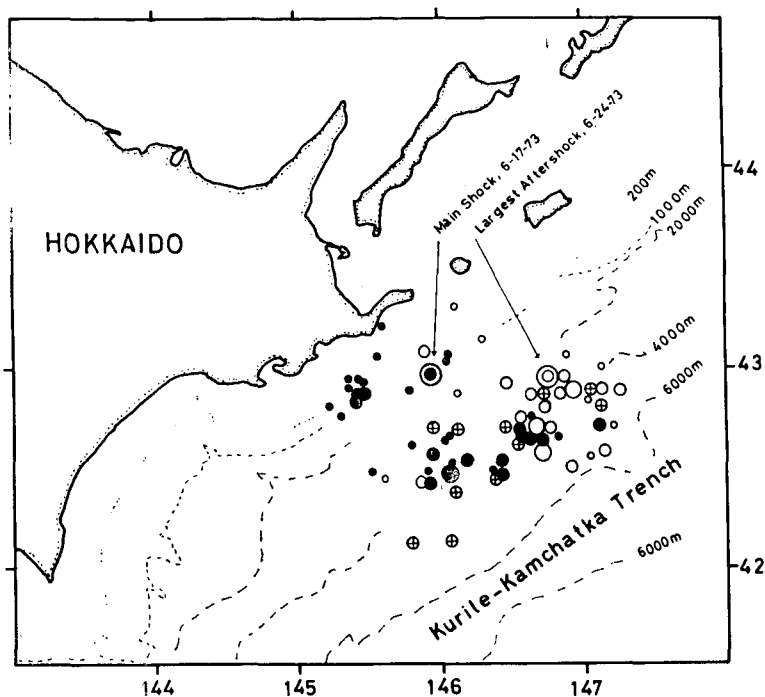 Main Shock, 6-17-73
Largest Aftershock, 6-24-73
44
200m
1000m
2000m
HOKKAIDO
4000m
43
6000m
Kurile-Kamchatka Trench
6000m
42
144
145
146
147